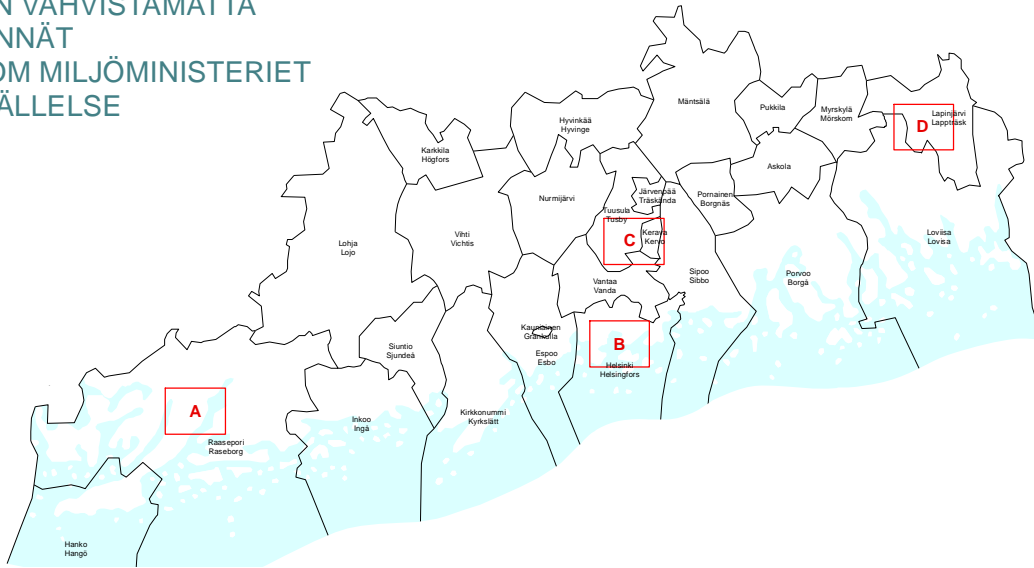 N VAHVISTAMATTA
NNÄT
OM MILJÖMINISTERIET
ÄLLELSE
Mäntsälä
Pukkila
Myrskylä
Mörskom
Lapinjärvi
Lappträsk
D
Hyvinkää
Hyvinge
Karkkila
Högfors
Askola
Järvenpää
Träskända
Pornainen
Borgnäs
Nurmijärvi
Tuusula
Tusby
Kerava
Kervo
C
Vihti
Vichtis
Lohja
Lojo
Loviisa
Lovisa
Sipoo
Sibbo
Porvoo
Borgå
Vantaa
Vanda
Kauniainen
Grankulla
B
Siuntio
Sjundeå
Espoo
Esbo
Helsinki
Helsingfors
A
Kirkkonummi
Kyrkslätt
Inkoo
Ingå
Raasepori
Raseborg
Hanko
Hangö